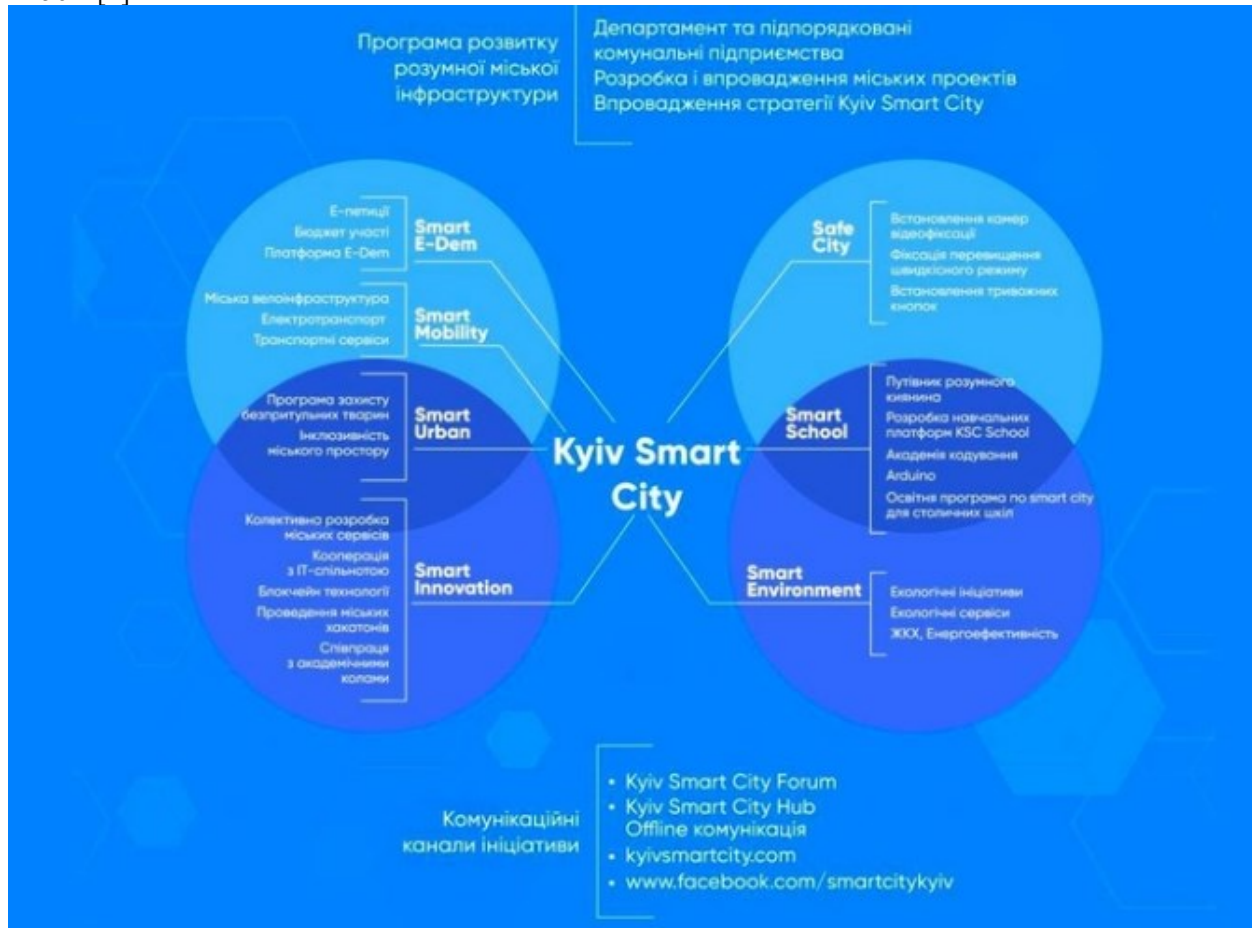 Програма розвитку
розумної міської
інфраструктури
Департамент та підпорядковані
комунальні підприємства
Розробка і впровадження міських проектів
Впровадження стратегії Kyiv Smart City
Е-петиції
Бюджет участі
Платформа E-Dem
Smart
E-Dem
Міська велоінфраструктура
Електротранспорт
Транспортні сервіси
Smart
Mobility
Програма захисту
безпритульних тварин
Інклюзивність
міського простору
Smart
Urban
Колективна розробка
міських сервісів
Кооперація
з ІТ-спільнотою
Блокчейн технології
Проведення міських
хакатонів
Співпраця
з академічними
колами
Smart
Innovation
Kyiv Smart
City
Safe
City
Встановлення камер
відеофіксації
Фіксація перевищення
швидкісного режиму
Встановлення тривожних
кнопок
Smart
School
Путівник розумного
киянина
Розробка навчальних
платформ KSC School
Академія кодування
Arduino
Освітня програма по smart city
для столичних шкіл
Smart
Environment
Екологічні ініціативи
Екологічні сервіси
ЖКХ, Енергоефективність
Комунікаційні
канали ініціативи
• Kyiv Smart City Forum
• Kyiv Smart City Hub
Offline комунікація
• kyivsmartcity.com
• www.facebook.com/smartcitykyiv